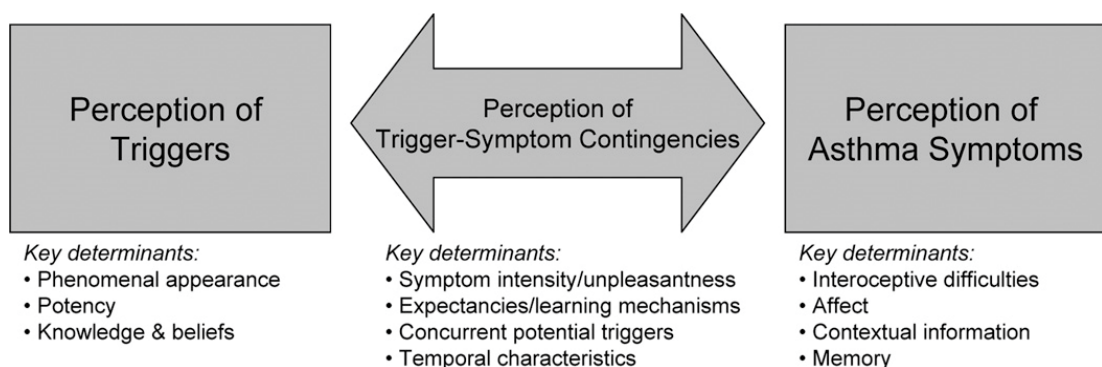 Perception of
Triggers
Perception of
Trigger-Symptom Contingencies
Perception of
Asthma Symptoms
Key determinants:
• Phenomenal appearance
• Potency
• Knowledge & beliefs
Key determinants:
• Symptom intensity/unpleasantness
• Expectancies/learning mechanisms
• Concurrent potential triggers
• Temporal characteristics
Key determinants:
• Interoceptive difficulties
• Affect
• Contextual information
• Memory